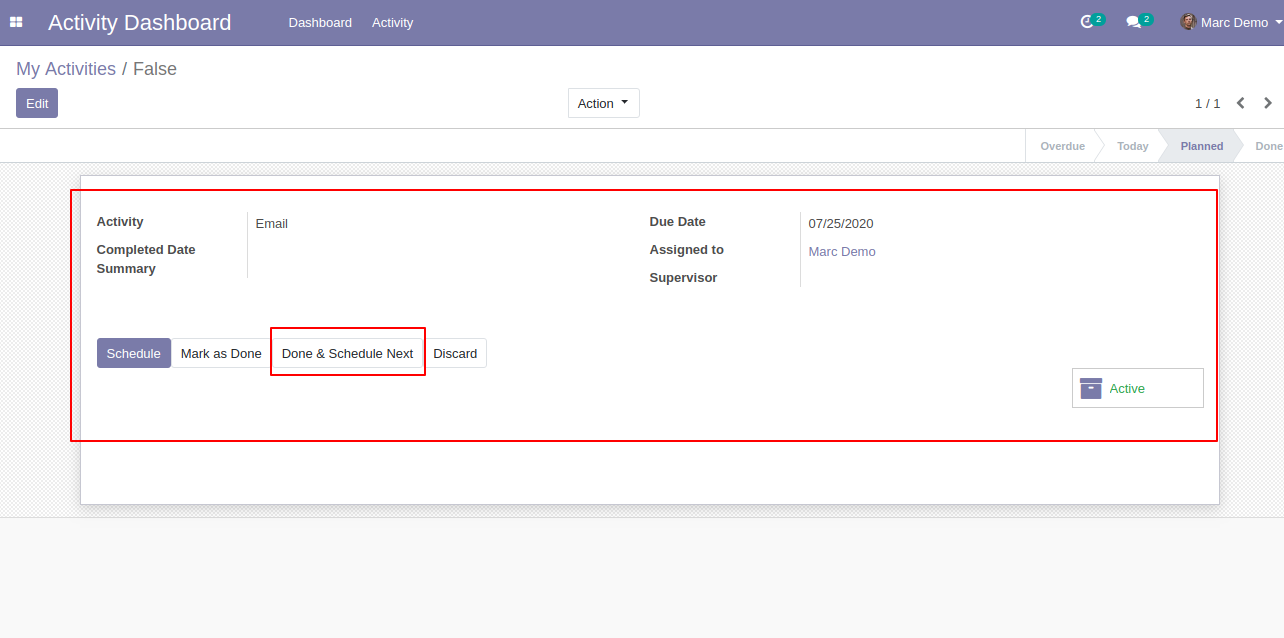 Activity Dashboard Dashboard Activity 2 2 Marc Demo
My Activities / False
Edit Action 1 / 1
Overdue Today Planned Done
Activity Email Due Date 07/25/2020
Completed Date Assigned to Marc Demo
Summary Supervisor
Schedule Mark as Done Done & Schedule Next Discard
Active